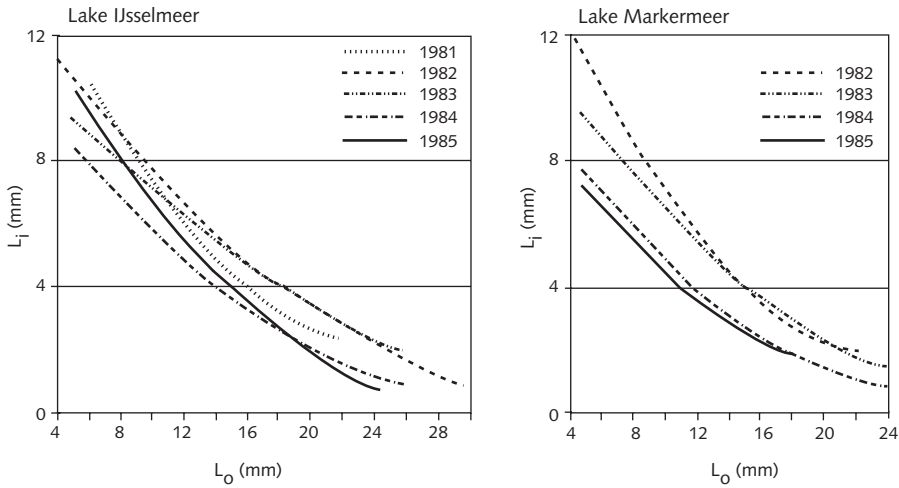 Lake IJsselmeer
12
8
4
0
Li (mm)
1981
1982
1983
1984
1985
4 8 12 16 20 24 28
Lo (mm)
Lake Markermeer
12
8
4
0
Li (mm)
1982
1983
1984
1985
4 8 12 16 20 24
Lo (mm)